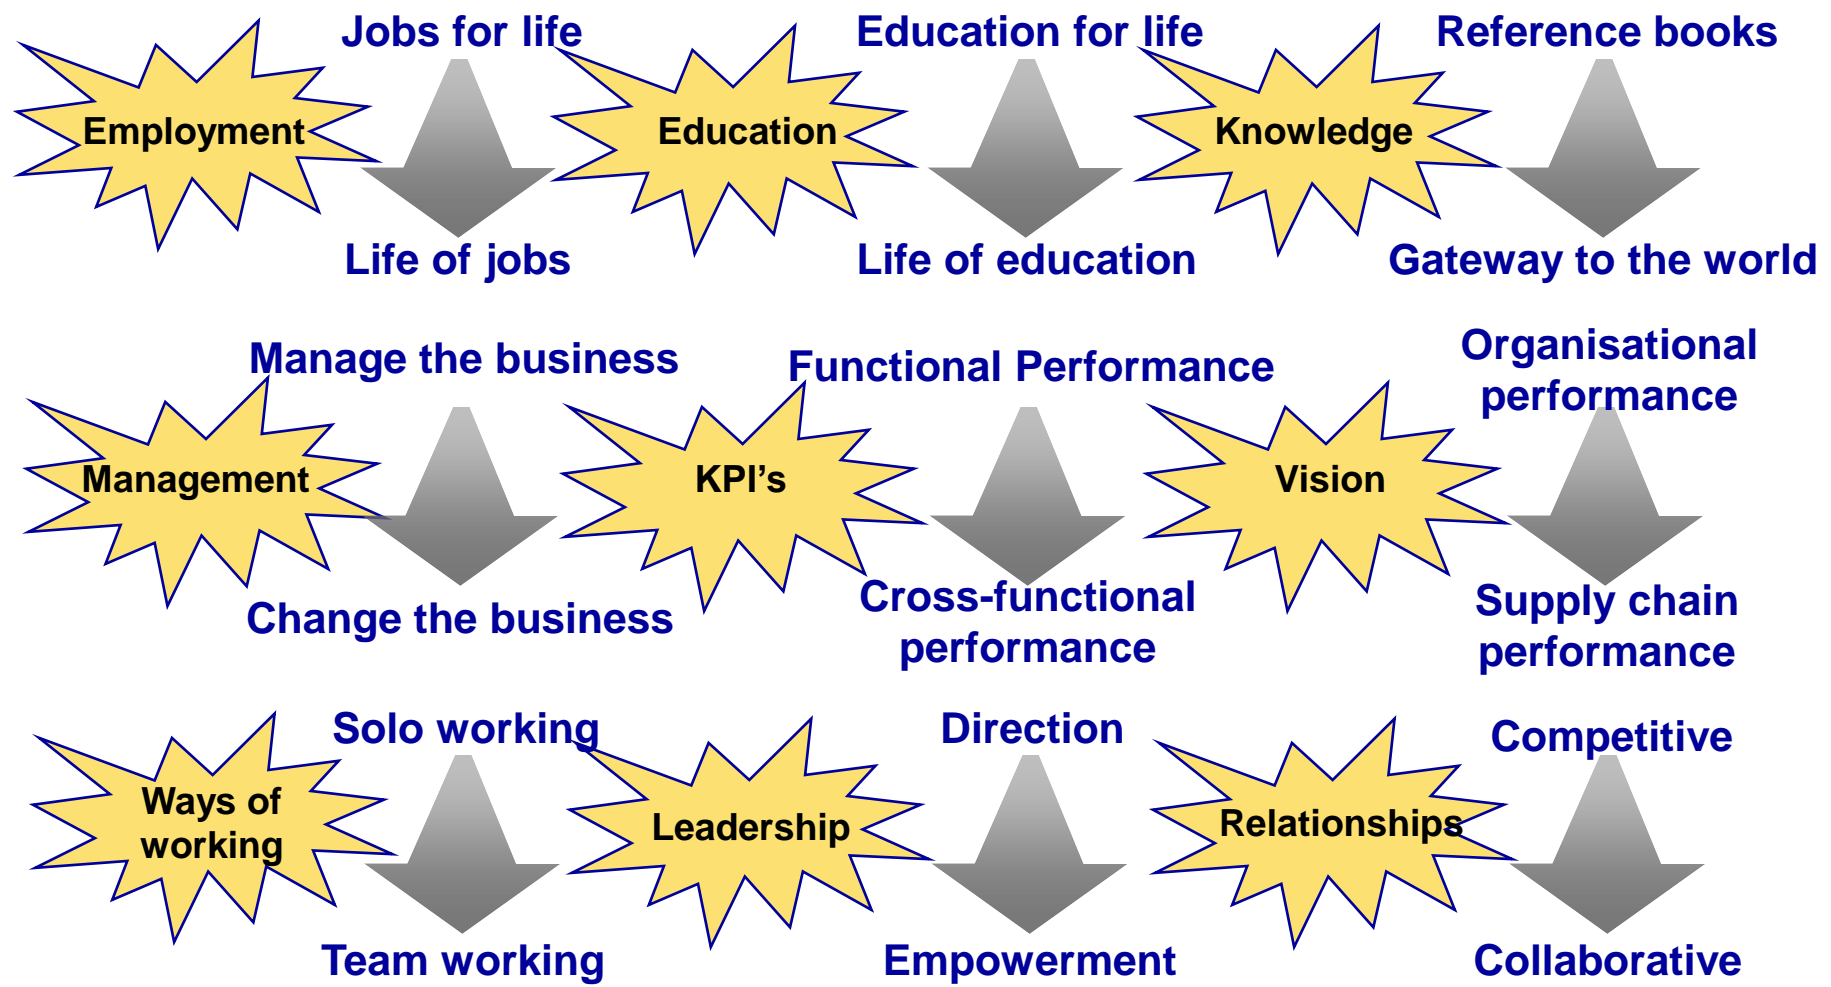 Jobs for life
Employment
Life of jobs
Education for life
Education
Life of education
Reference books
Knowledge
Gateway to the world
Manage the business
Management
Change the business
Functional Performance
KPI's
Cross-functional
performance
Organisational
performance
Vision
Supply chain
performance
Solo working
Ways of
working
Team working
Direction
Leadership
Empowerment
Competitive
Relationships
Collaborative